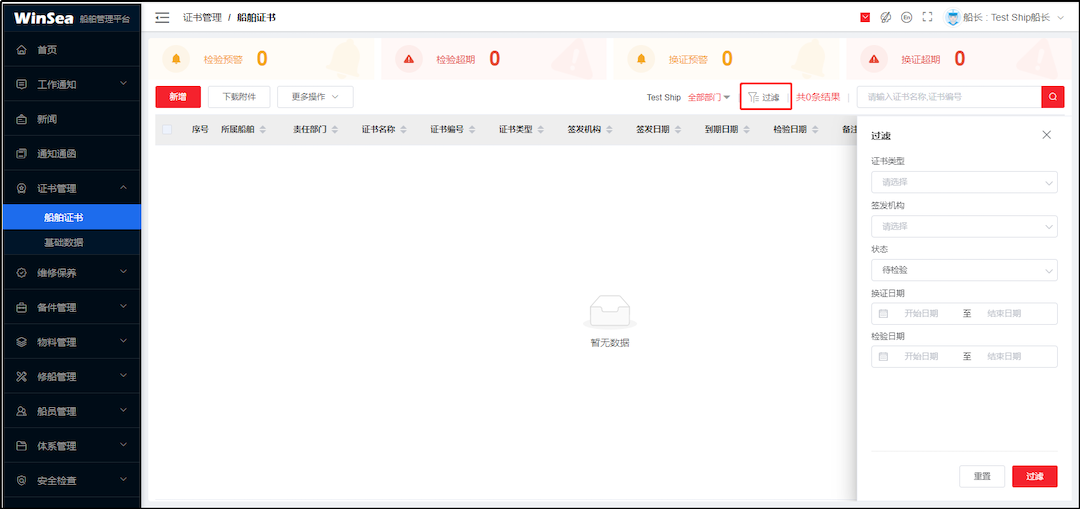 WinSea 船舶管理平台
证书管理 / 船舶证书
En
船长 : Test Ship船长
首页
工作通知
新闻
通知通函
证书管理
船舶证书
基础数据
维修保养
备件管理
物料管理
修船管理
船员管理
体系管理
安全检查
检验预警 0
检验超期 0
换证预警 0
换证超期 0
新增
下载附件
更多操作
Test Ship
全部部门
过滤
共0条结果
请输入证书名称,证书编号
序号 所属船舶 责任部门 证书名称 证书编号 证书类型 签发机构 签发日期 到期日期 检验日期 备注
暂无数据
过滤
证书类型
请选择
签发机构
请选择
状态
待检验
换证日期
开始日期 至 结束日期
检验日期
开始日期 至 结束日期
重置
过滤